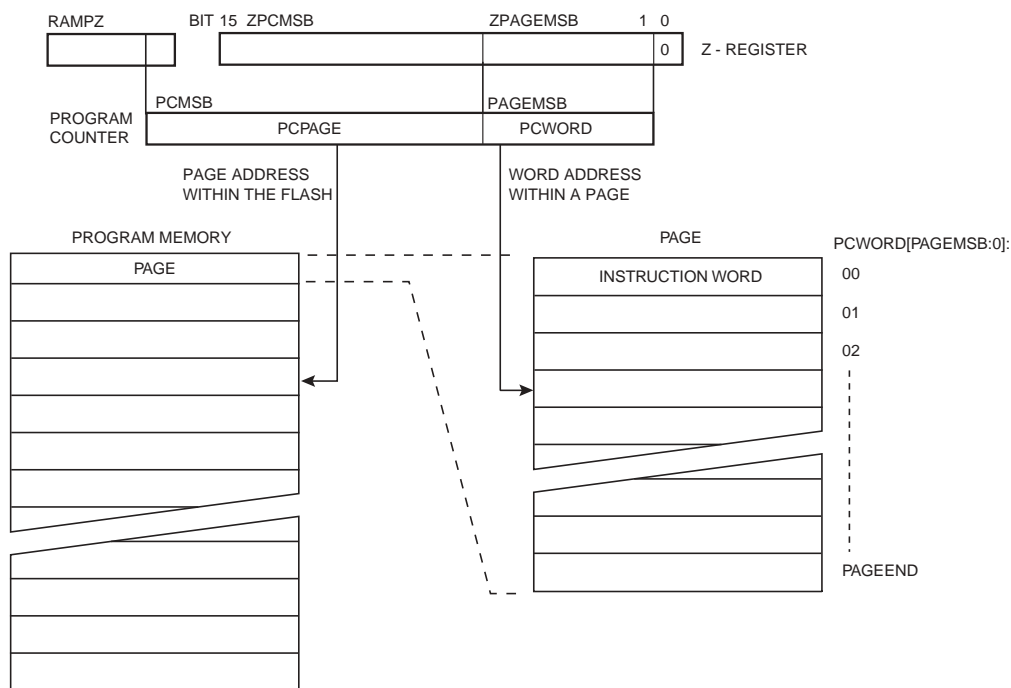 RAMPZ BIT 15 ZPCMSB ZPAGEMSB 1 0
0 Z - REGISTER
PCMSB PAGEMSB
PROGRAM
COUNTER
PCPAGE PCWORD
PAGE ADDRESS
WITHIN THE FLASH
WORD ADDRESS
WITHIN A PAGE
PROGRAM MEMORY
PAGE
PAGE
PCWORD[PAGEMSB:0]:
INSTRUCTION WORD
00
01
02
PAGEEND